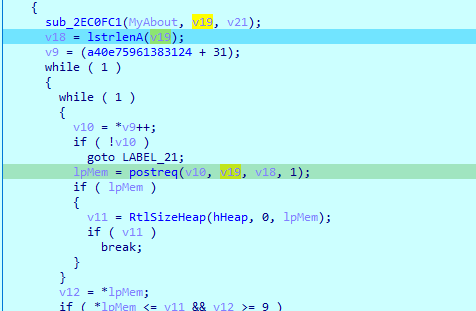 {
sub_2EC0FC1(MyAbout, v19, v21);
v18 = lstrlenA(v19);
v9 = (a40e75961383124 + 31);
while ( 1 )
{
while ( 1 )
{
v10 = *v9++;
if ( !v10 )
goto LABEL_21;
lpMem = postreq(v10, v19, v18, 1);
if ( lpMem )
{
v11 = RtlSizeHeap(hHeap, 0, lpMem);
if ( v11 )
break;
}
}
v12 = *lpMem;
if ( *lpMem <= v11 && v12 >= 9 )